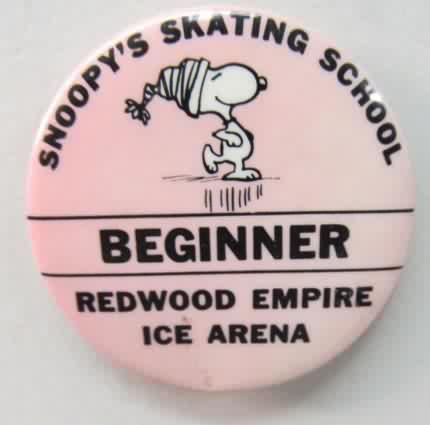 SNOOPY'S SKATING SCHOOL
BEGINNER
REDWOOD EMPIRE
ICE ARENA